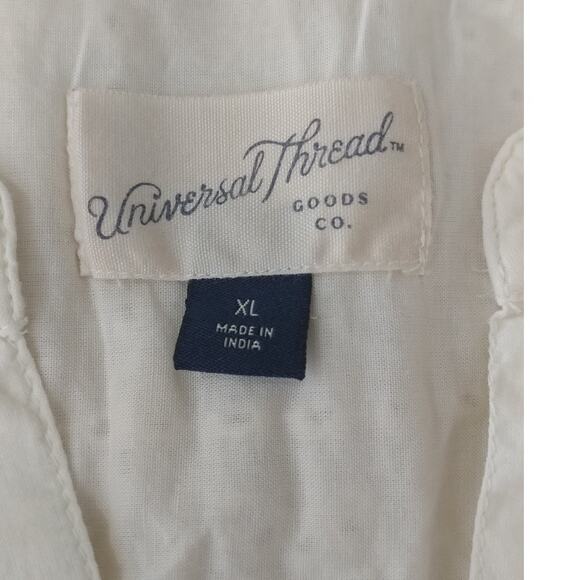 Universal Thread™
GOODS
CO.
XL
MADE IN
INDIA